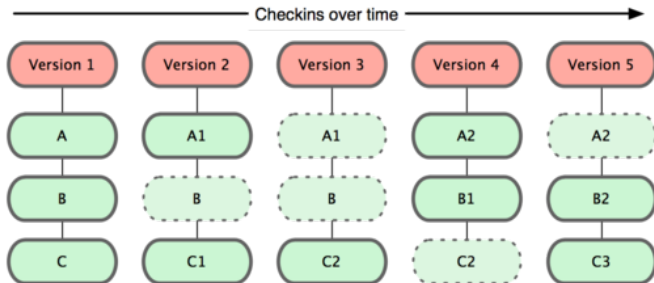 Checkins over time
Version 1 Version 2 Version 3 Version 4 Version 5
A A1 A1 A2 A2
B B B B1 B2
C C1 C2 C2 C3